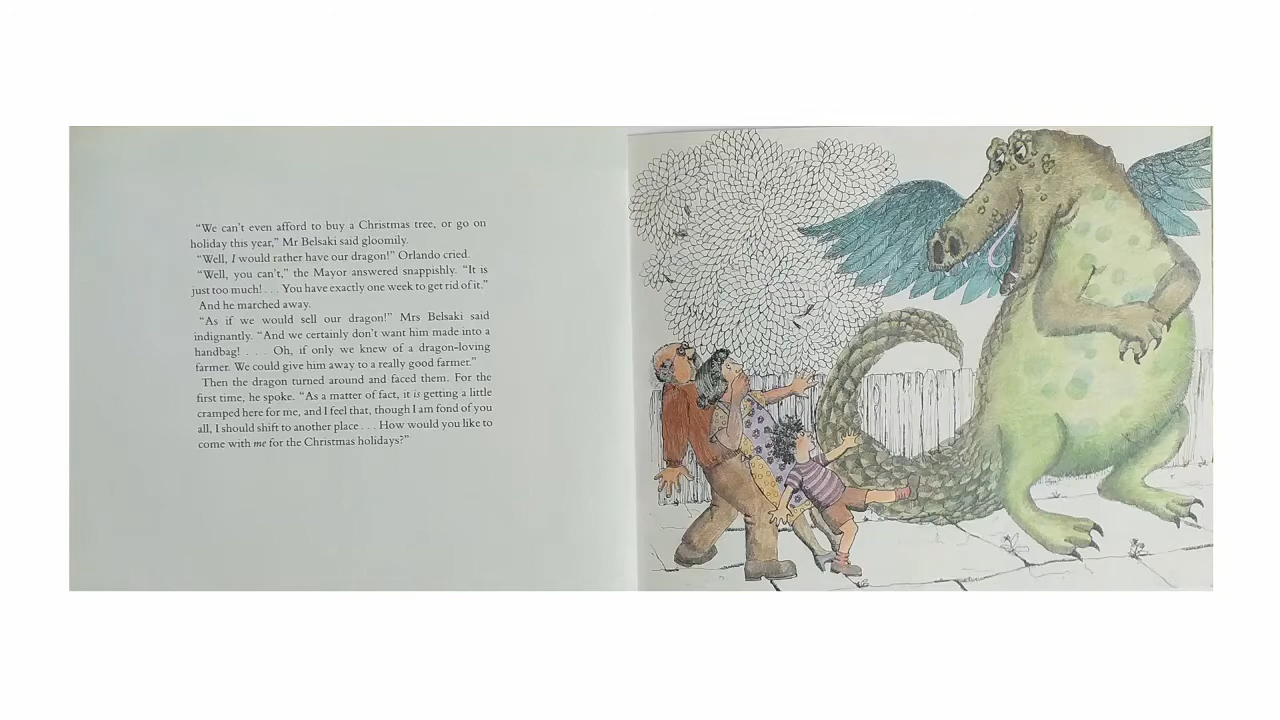 “We can’t even afford to buy a Christmas tree, or go on
holiday this year,” Mr Belsaki said gloomily.
“Well, I would rather have our dragon!” Orlando cried.
“Well, you can’t,” the Mayor answered snappishly. “It is
just too much! . . . You have exactly one week to get rid of it.”
And he marched away.
“As if we would sell our dragon!” Mrs Belsaki said
indignantly. “And we certainly don’t want him made into a
handbag! . . . Oh, if only we knew of a dragon-loving
farmer. We could give him away to a really good farmer.”
Then the dragon turned around and faced them. For the
first time, he spoke. “As a matter of fact, it is getting a little
cramped here for me, and I feel that, though I am fond of you
all, I should shift to another place . . . How would you like to
come with me for the Christmas holidays?”